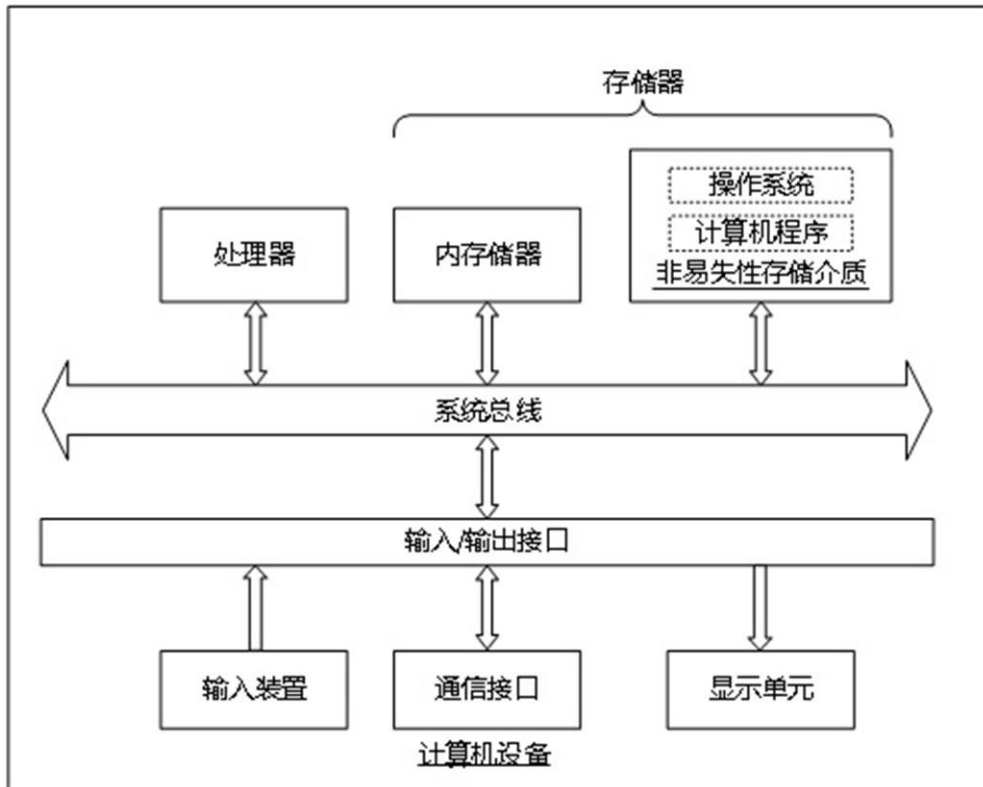 存储器
操作系统
计算机程序
非易失性存储介质
处理器
内存储器
系统总线
输入/输出接口
输入装置
通信接口
显示单元
计算机设备